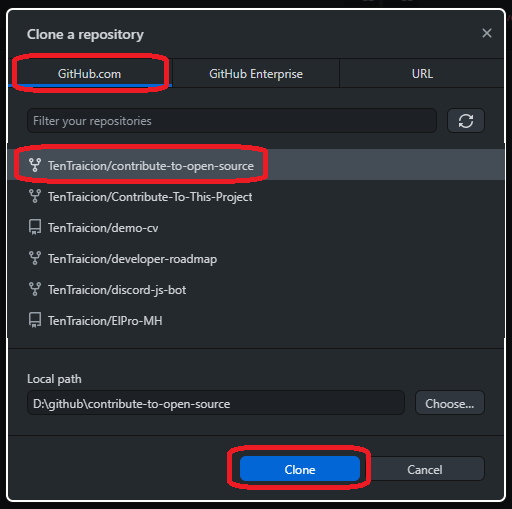 Clone a repository
GitHub.com GitHub Enterprise URL
Filter your repositories
TenTraicion/contribute-to-open-source
TenTraicion/Contribute-To-This-Project
TenTraicion/demo-cv
TenTraicion/developer-roadmap
TenTraicion/discord-js-bot
TenTraicion/ElPro-MH
Local path
D:\github\contribute-to-open-source Choose...
Clone Cancel